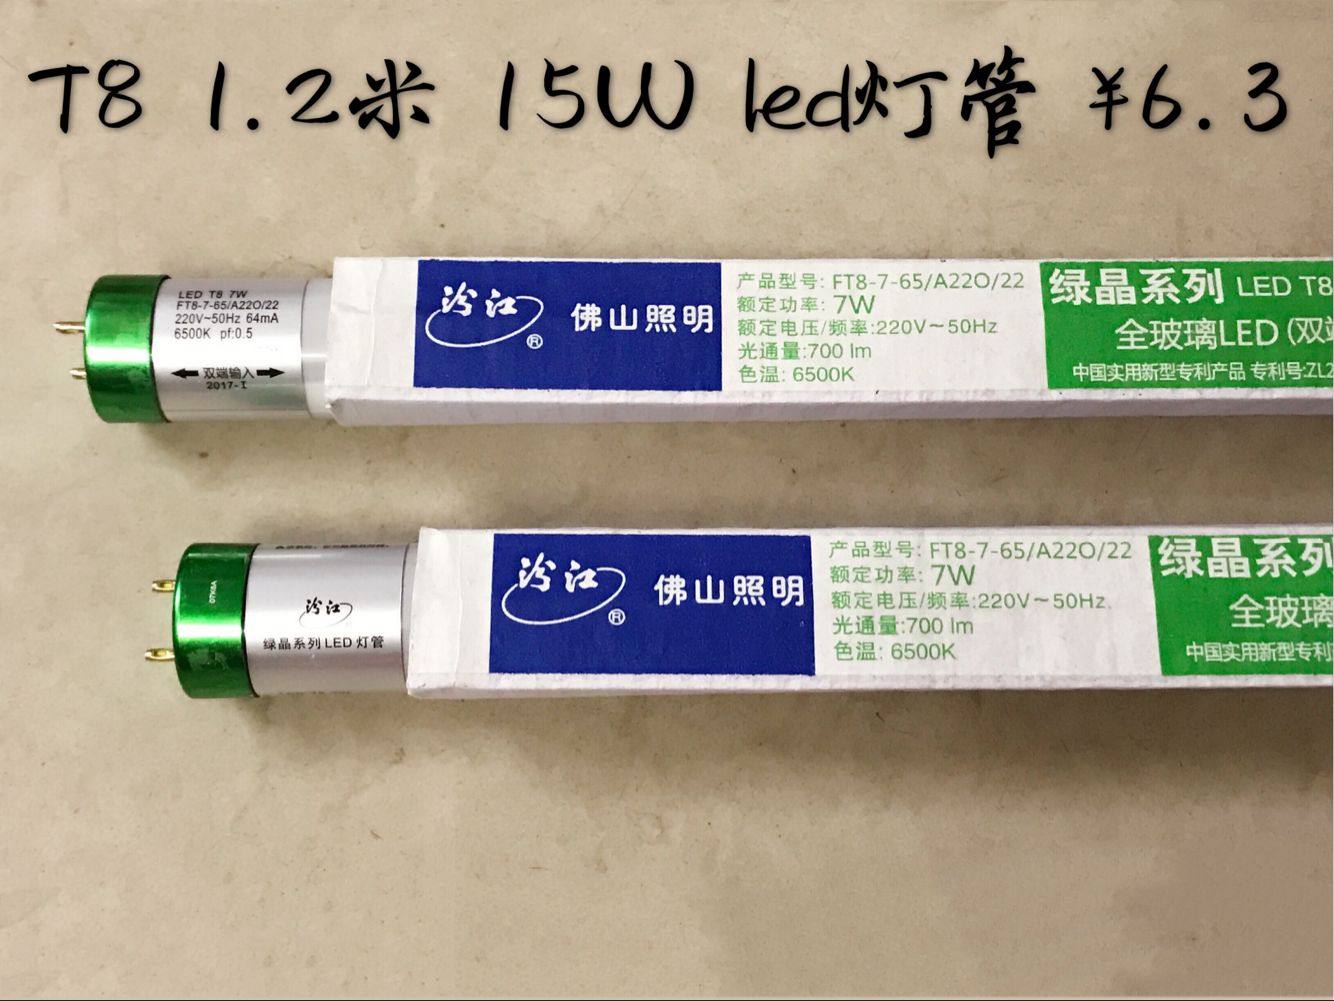 T8 1.2米 15W led灯管 ¥6.3
LED T8 7W
FT8-7-65/A22O/22
220V~50Hz 64mA
6500K pf:0.5
双端输入
2017-I
汾江®
佛山照明
产品型号: FT8-7-65/A22O/22
额定功率: 7W
额定电压/频率:220V~50Hz
光通量:700 lm
色温: 6500K
绿晶系列 LED T8
全玻璃LED(双端
中国实用新型专利产品 专利号:ZL2
07K8A
汾江
绿晶系列LED灯管
汾江®
佛山照明
产品型号: FT8-7-65/A22O/22
额定功率: 7W
额定电压/频率:220V~50Hz
光通量:700 lm
色温: 6500K
绿晶系列
全玻璃
中国实用新型专利